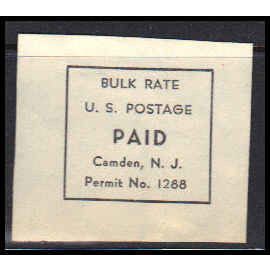 BULK RATE
U. S. POSTAGE
PAID
Camden, N. J.
Permit No. 1288